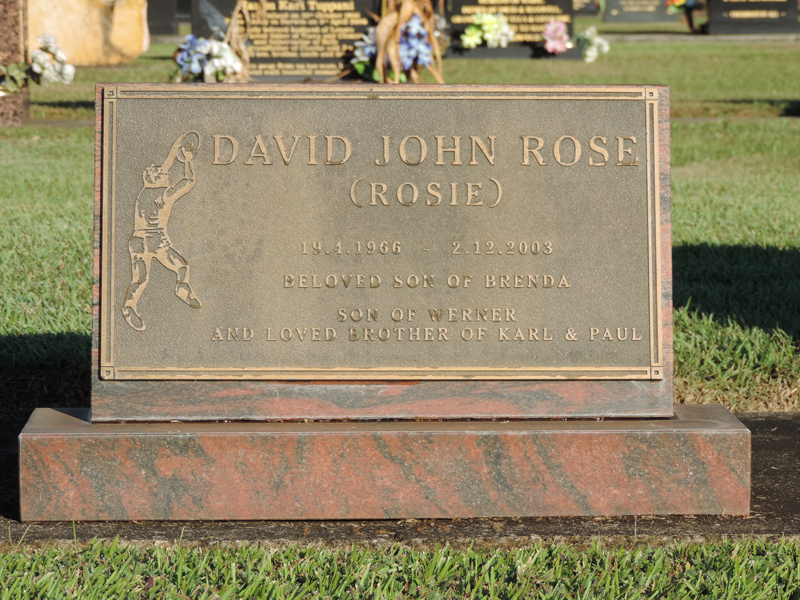 DAVID JOHN ROSE
(ROSIE)
19.4.1966 - 2.12.2003
BELOVED SON OF BRENDA
SON OF WERNER
AND LOVED BROTHER OF KARL & PAUL